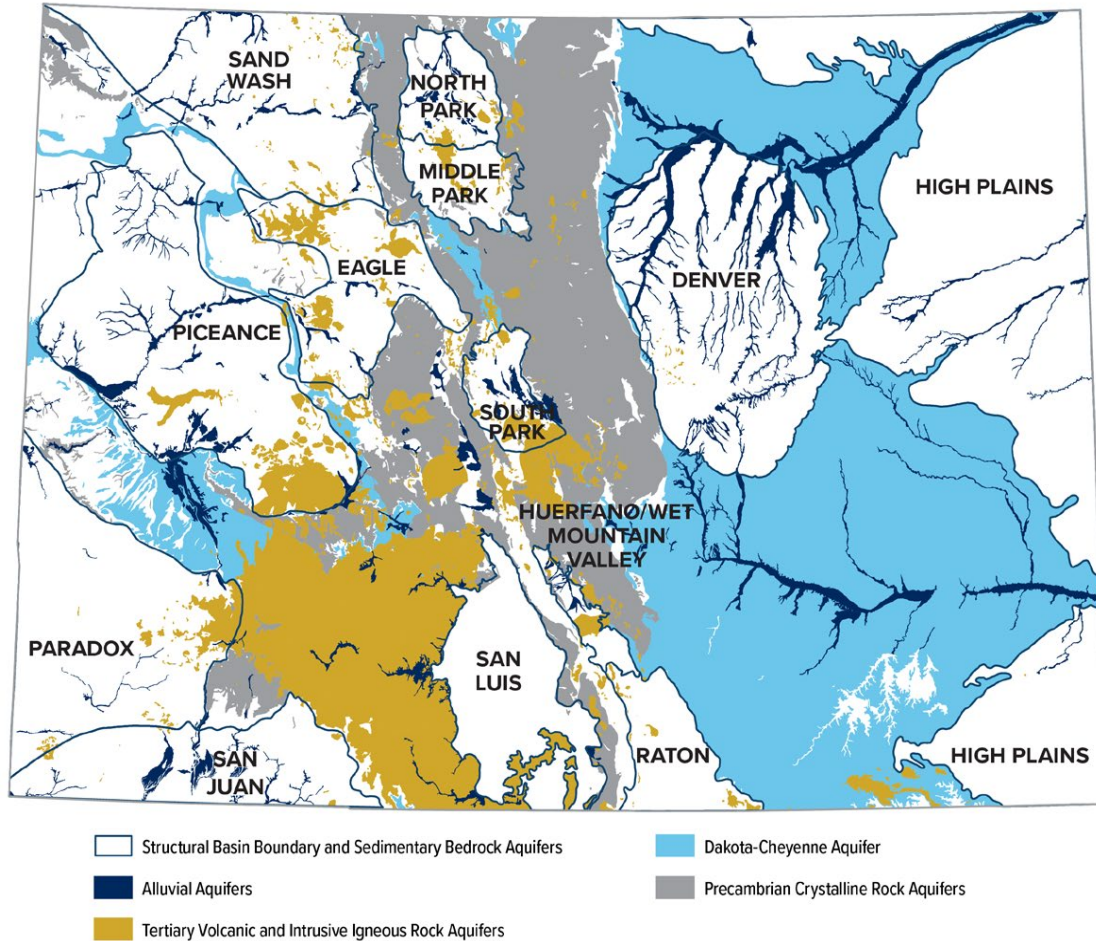 SAND
WASH
NORTH
PARK
MIDDLE
PARK
HIGH PLAINS
EAGLE
DENVER
PICEANCE
SOUTH
PARK
HUERFANO/WET
MOUNTAIN
VALLEY
PARADOX
SAN
LUIS
SAN
JUAN
RATON
HIGH PLAINS
Structural Basin Boundary and Sedimentary Bedrock Aquifers
Alluvial Aquifers
Tertiary Volcanic and Intrusive Igneous Rock Aquifers
Dakota-Cheyenne Aquifer
Precambrian Crystalline Rock Aquifers